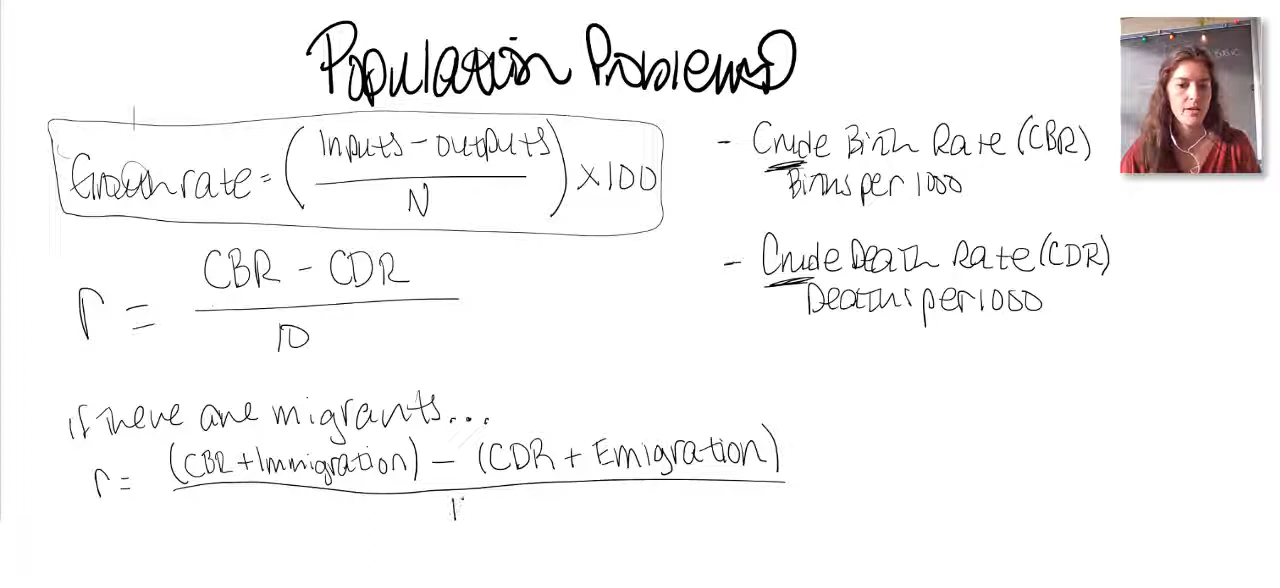 Population Problems
Growth rate = ( inputs - outputs / N ) x 100
r = CBR - CDR / 10
if there are migrants...
r = (CBR + Immigration) - (CDR + Emigration)
- Crude Birth Rate (CBR)
Births per 1000
- Crude Death Rate (CDR)
Deaths per 1000